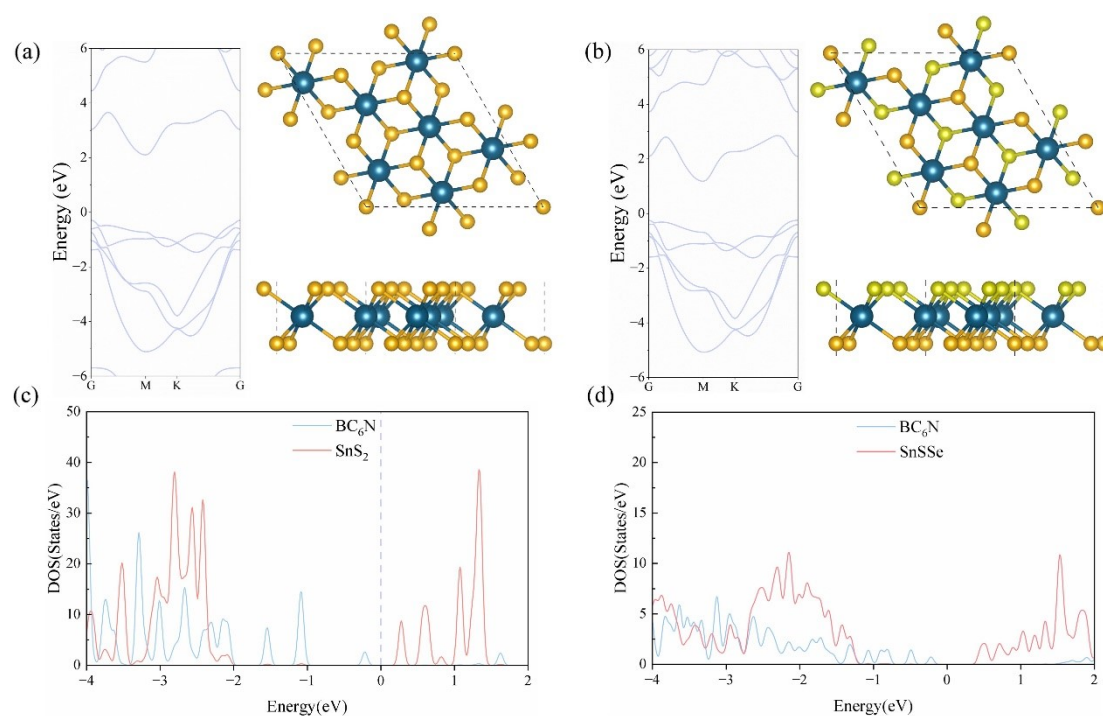 (a)
6
4
2
0
−2
−4
−6
Energy (eV)
G M K G
(b)
6
4
2
0
−2
−4
−6
Energy (eV)
G M K G
(c)
50
40
30
20
10
0
DOS(States/eV)
BC₆N
SnS₂
−4 −3 −2 −1 0 1 2
Energy(eV)
(d)
25
20
15
10
5
0
DOS(States/eV)
BC₆N
SnSSe
−4 −3 −2 −1 0 1 2
Energy(eV)